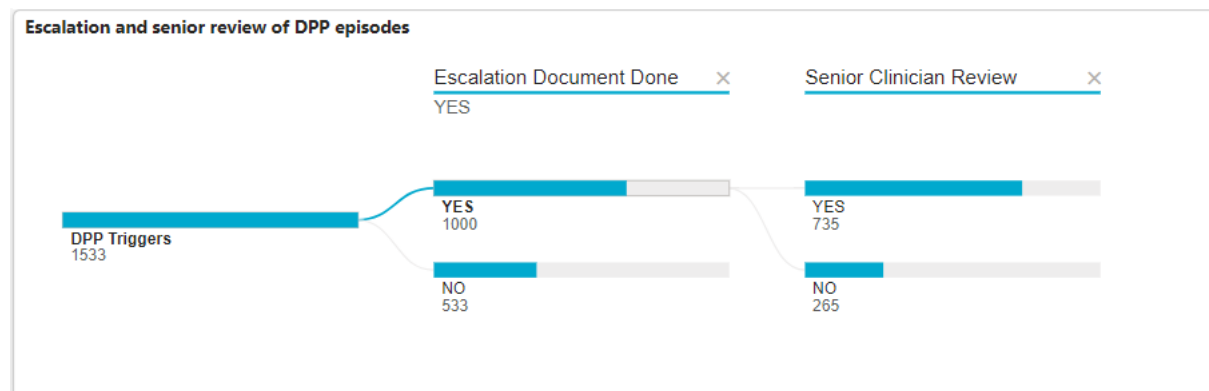 Escalation and senior review of DPP episodes
Escalation Document Done
Senior Clinician Review
YES
DPP Triggers
1533
YES
1000
NO
533
YES
735
NO
265